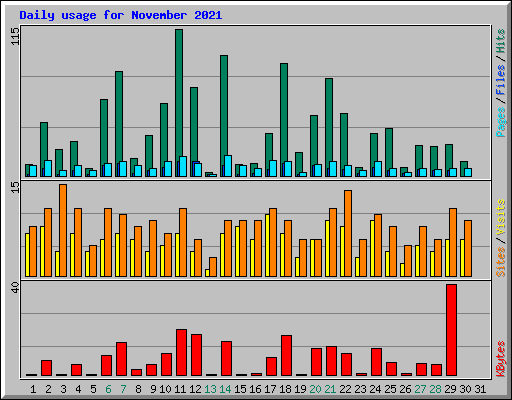 Daily usage for November 2021
115
Pages / Files / Hits
15
Sites / Visits
40
KBytes
1 2 3 4 5 6 7 8 9 10 11 12 13 14 15 16 17 18 19 20 21 22 23 24 25 26 27 28 29 30 31